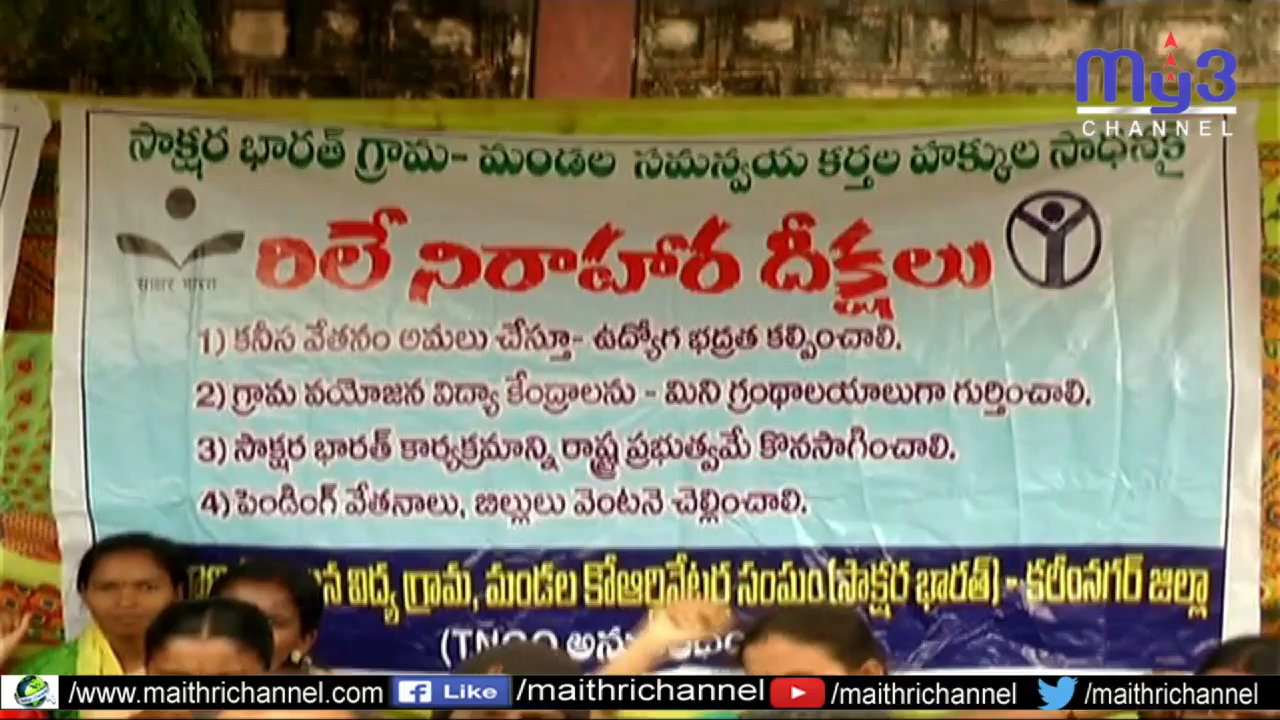 My3
CHANNEL
సాక్షర భారత్ గ్రామ- మండల సమన్వయ కర్తల హక్కుల సాధనకై
రిలే నిరాహార దీక్షలు
साक्षर भारत
1) కనీస వేతనం అమలు చేస్తూ- ఉద్యోగ భద్రత కల్పించాలి.
2) గ్రామ వయోజన విద్యా కేంద్రాలను - మిని గ్రంథాలయాలుగా గుర్తించాలి.
3) సాక్షర భారత్ కార్యక్రమాన్ని రాష్ట్ర ప్రభుత్వమే కొనసాగించాలి.
4) పెండింగ్ వేతనాలు, బిల్లులు వెంటనె చెల్లించాలి.
విద్య గ్రామ, మండల కోఆరినేటర సంఘం (సాక్షర భారత్) - కరీంనగర్ జిల్లా
/www.maithrichannel.com
f Like /maithrichannel
/maithrichannel
/maithrichannel